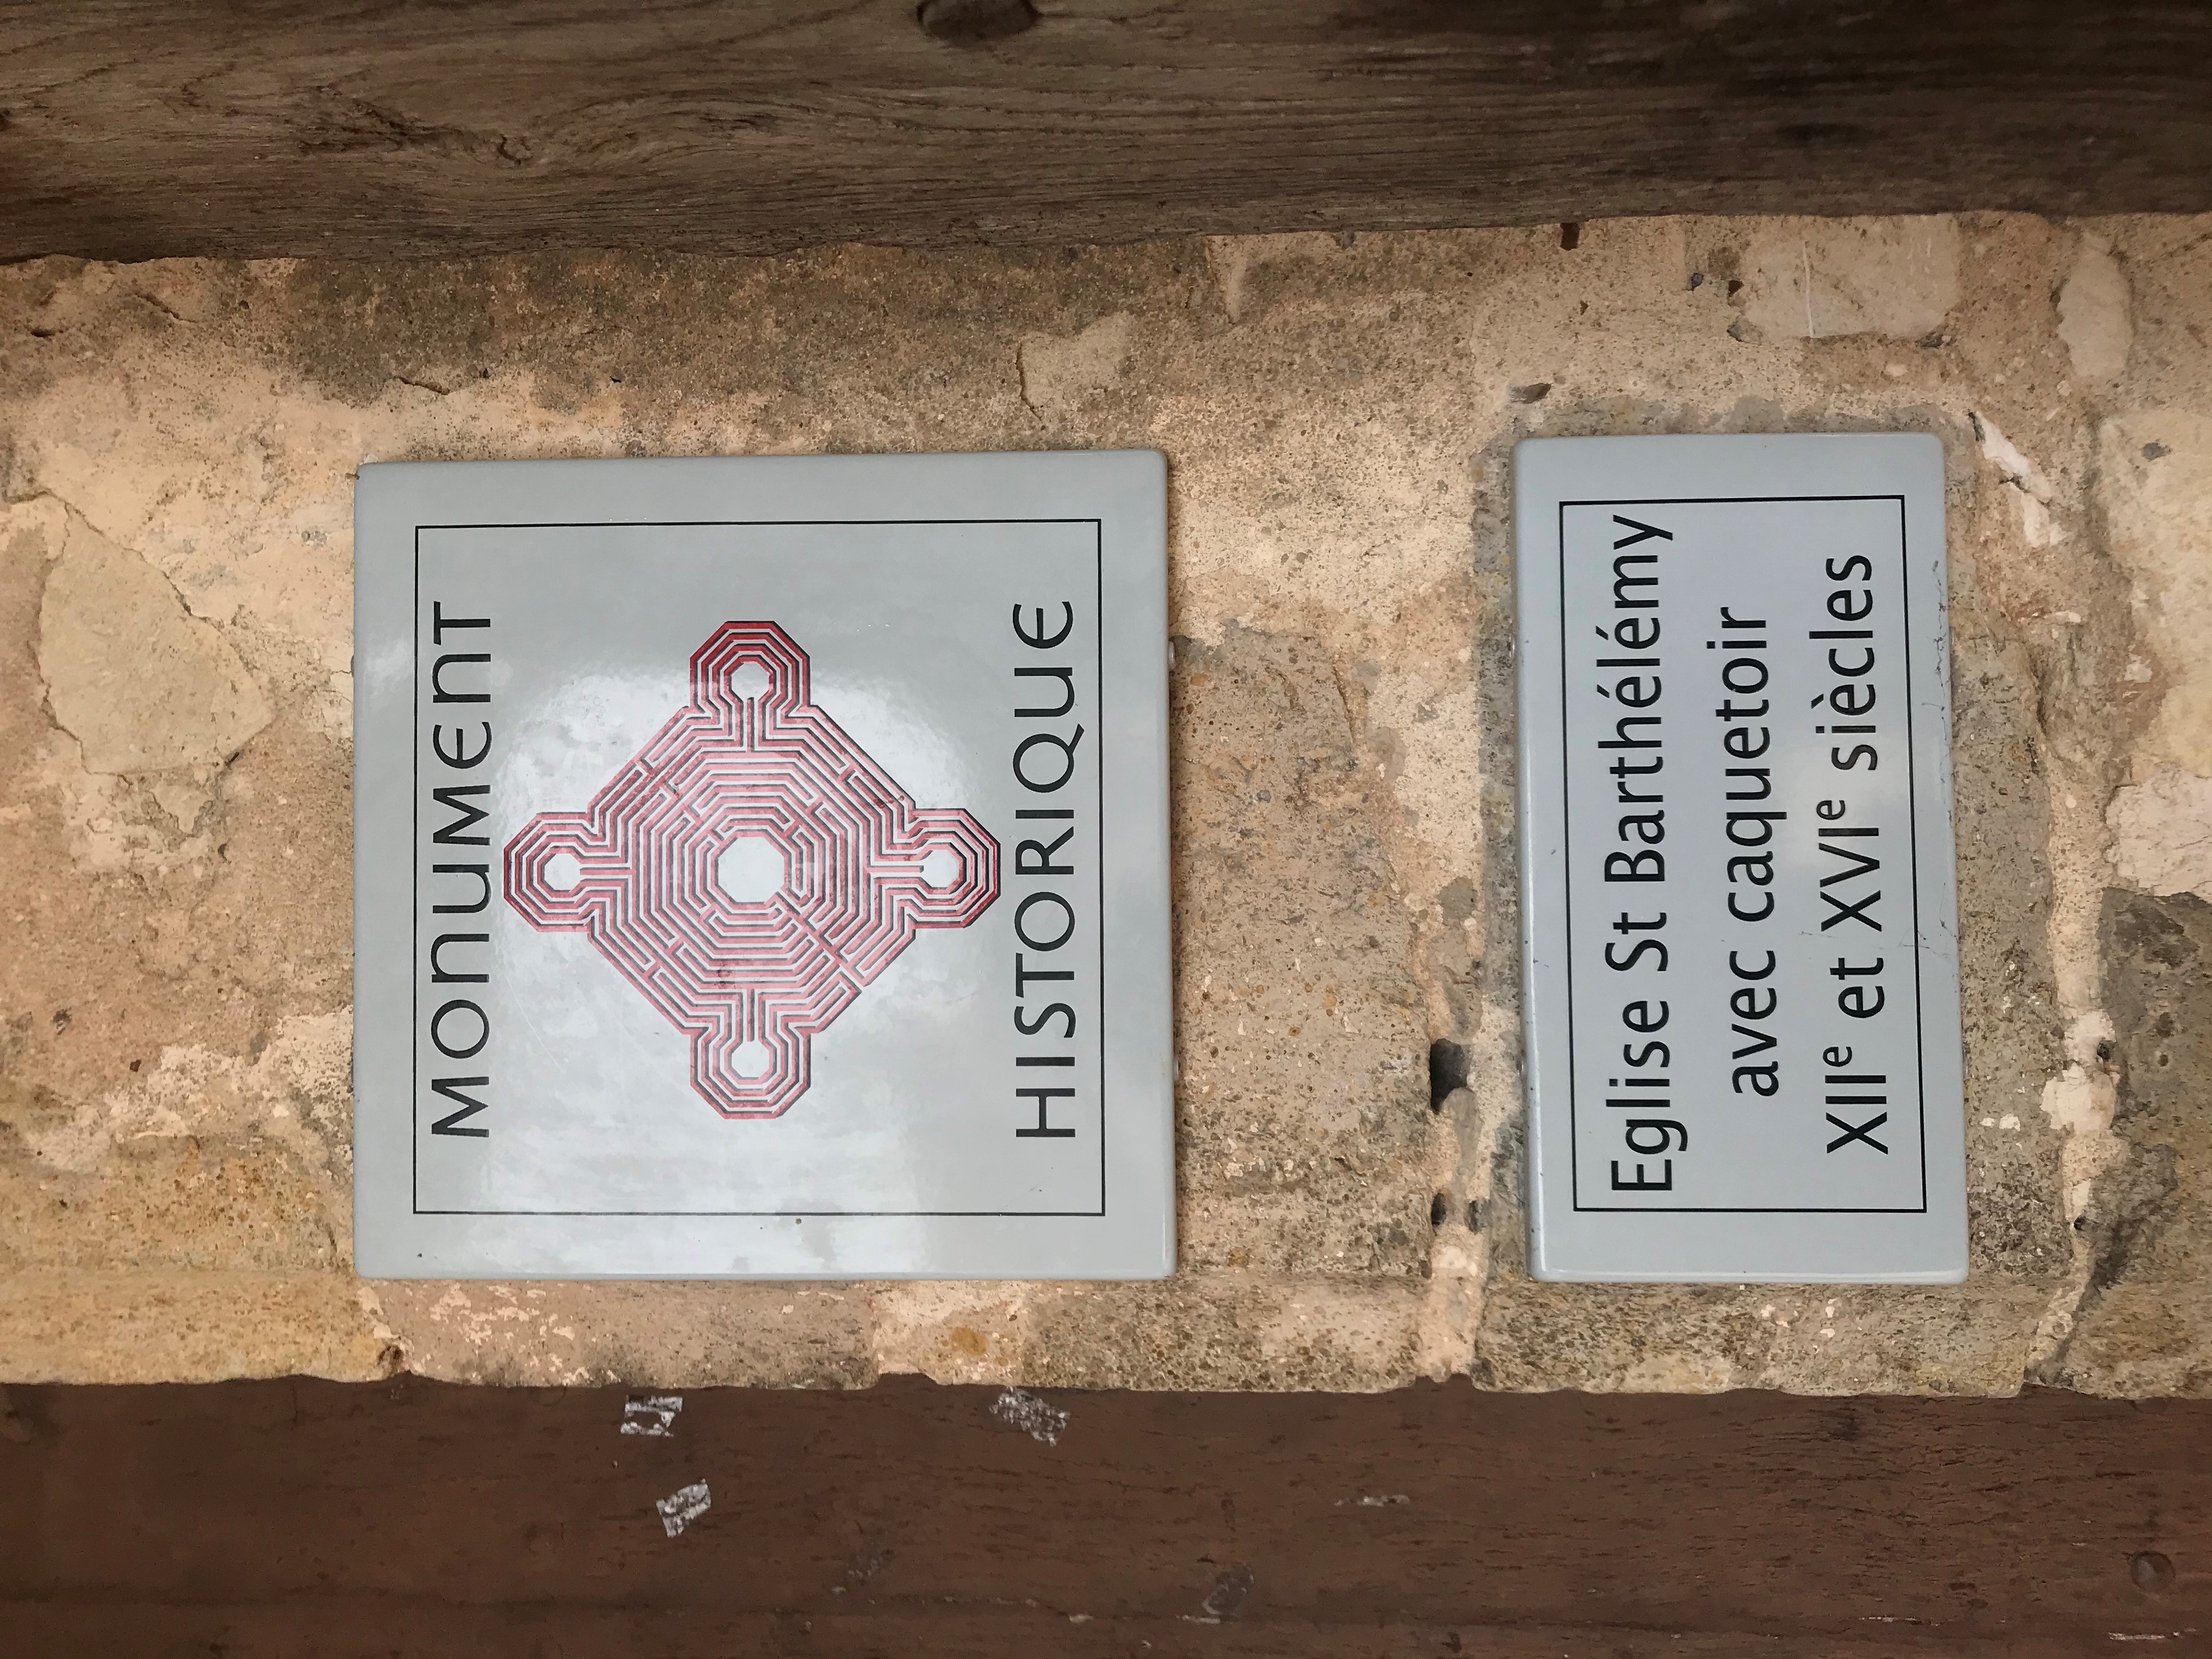 MONUMENT
HISTORIQUE
Eglise St Barthélémy
avec caquetoir
XIIe et XVIe siècles